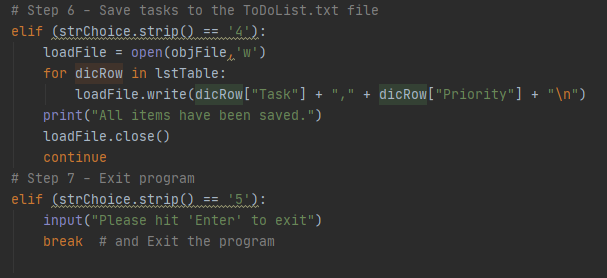 # Step 6 - Save tasks to the ToDoList.txt file
elif (strChoice.strip() == '4'):
    loadFile = open(objFile,'w')
    for dicRow in lstTable:
        loadFile.write(dicRow["Task"] + "," + dicRow["Priority"] + "\n")
    print("All items have been saved.")
    loadFile.close()
    continue
# Step 7 - Exit program
elif (strChoice.strip() == '5'):
    input("Please hit 'Enter' to exit")
    break  # and Exit the program